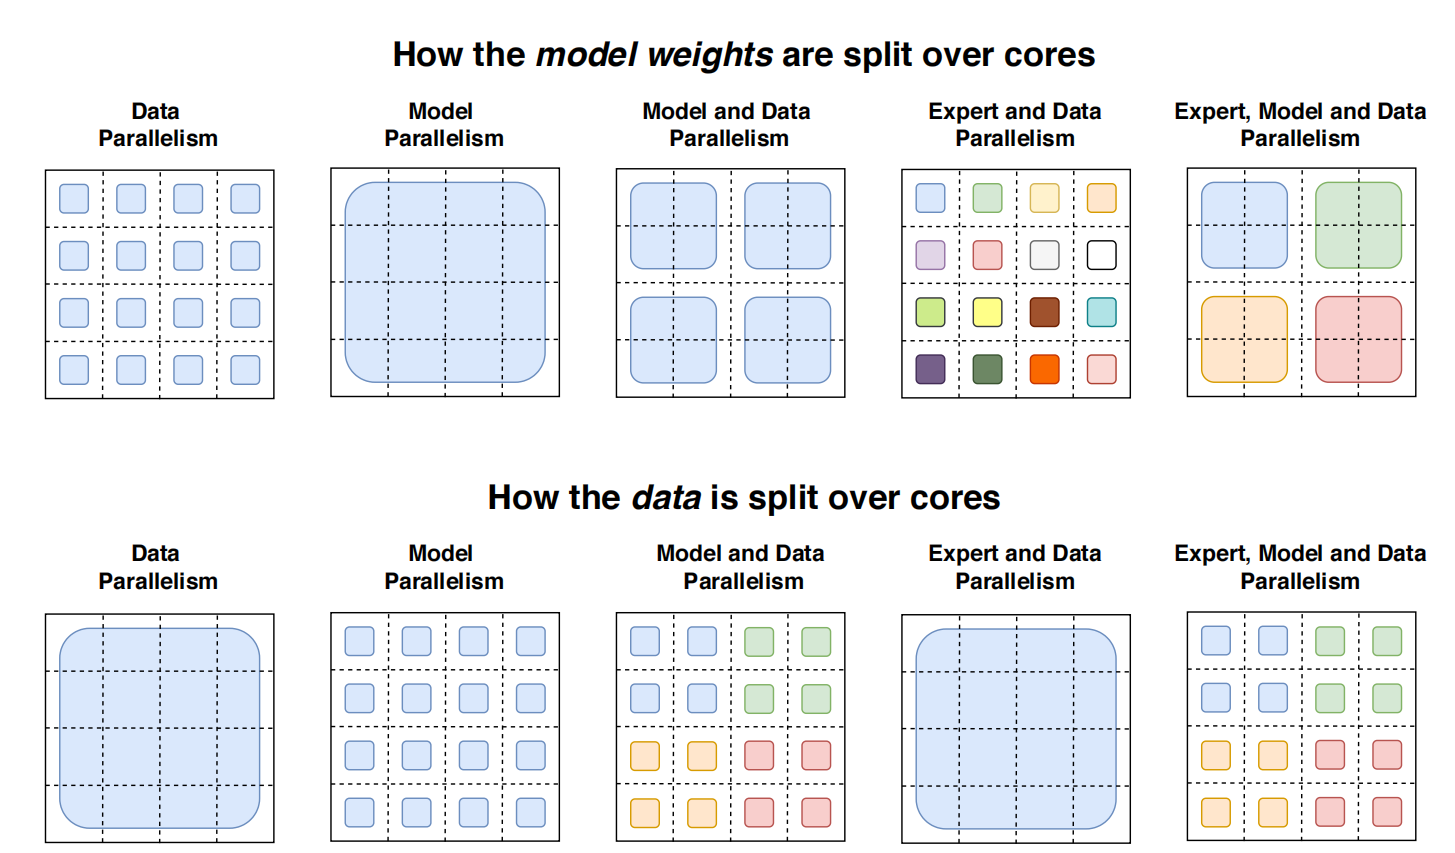 How the model weights are split over cores
Data
Parallelism
Model
Parallelism
Model and Data
Parallelism
Expert and Data
Parallelism
Expert, Model and Data
Parallelism
How the data is split over cores
Data
Parallelism
Model
Parallelism
Model and Data
Parallelism
Expert and Data
Parallelism
Expert, Model and Data
Parallelism